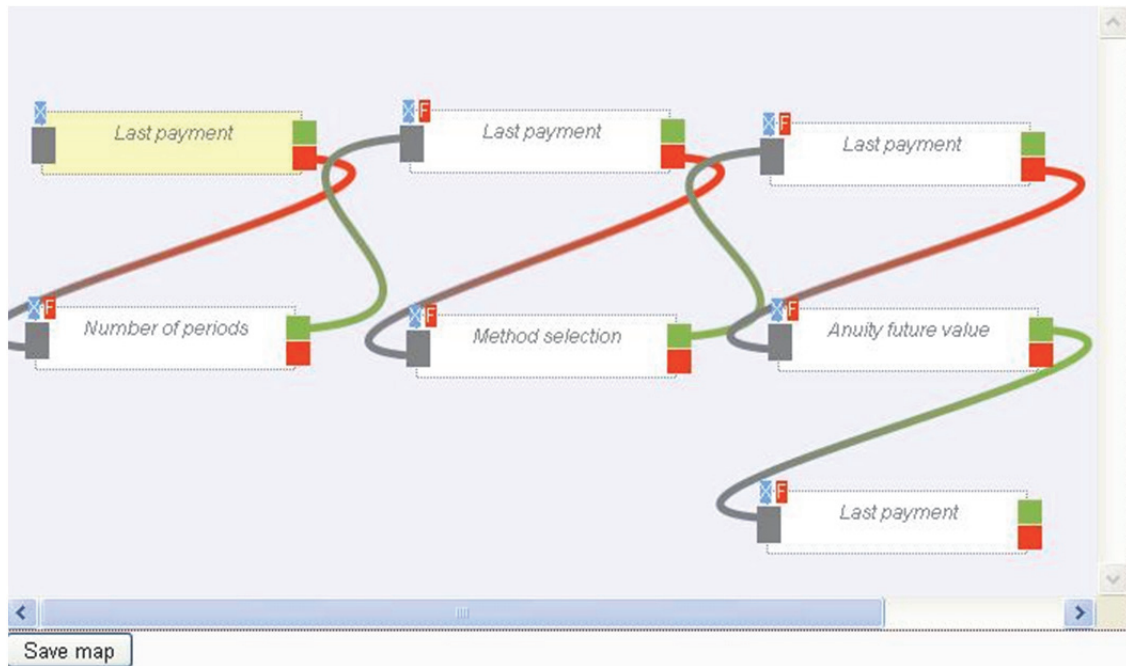 X
X F
X F
Last payment
Last payment
Last payment
X F
X F
X F
Number of periods
Method selection
Anuity future value
X F
Last payment
Save map